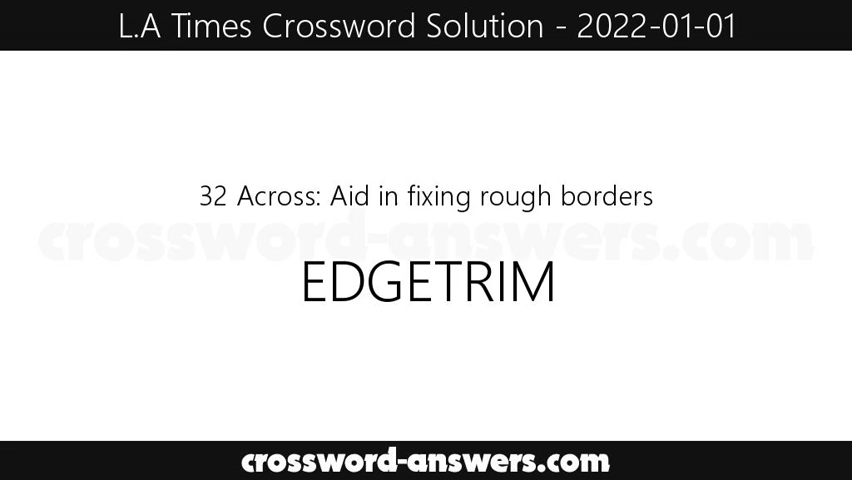 L.A Times Crossword Solution - 2022-01-01
32 Across: Aid in fixing rough borders
crossword-answers.com
EDGETRIM
crossword-answers.com